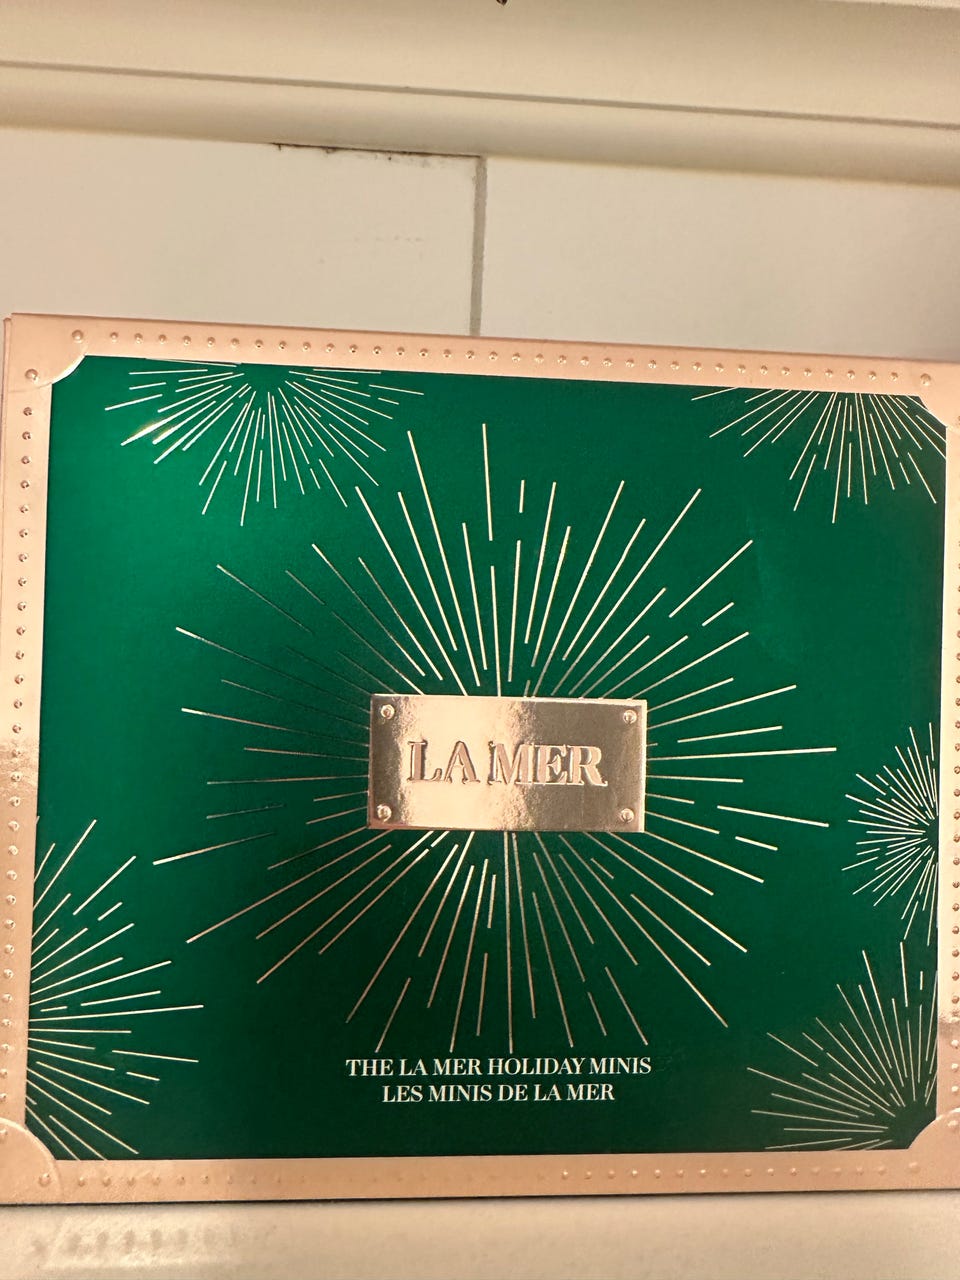 LA MER
THE LA MER HOLIDAY MINIS
LES MINIS DE LA MER